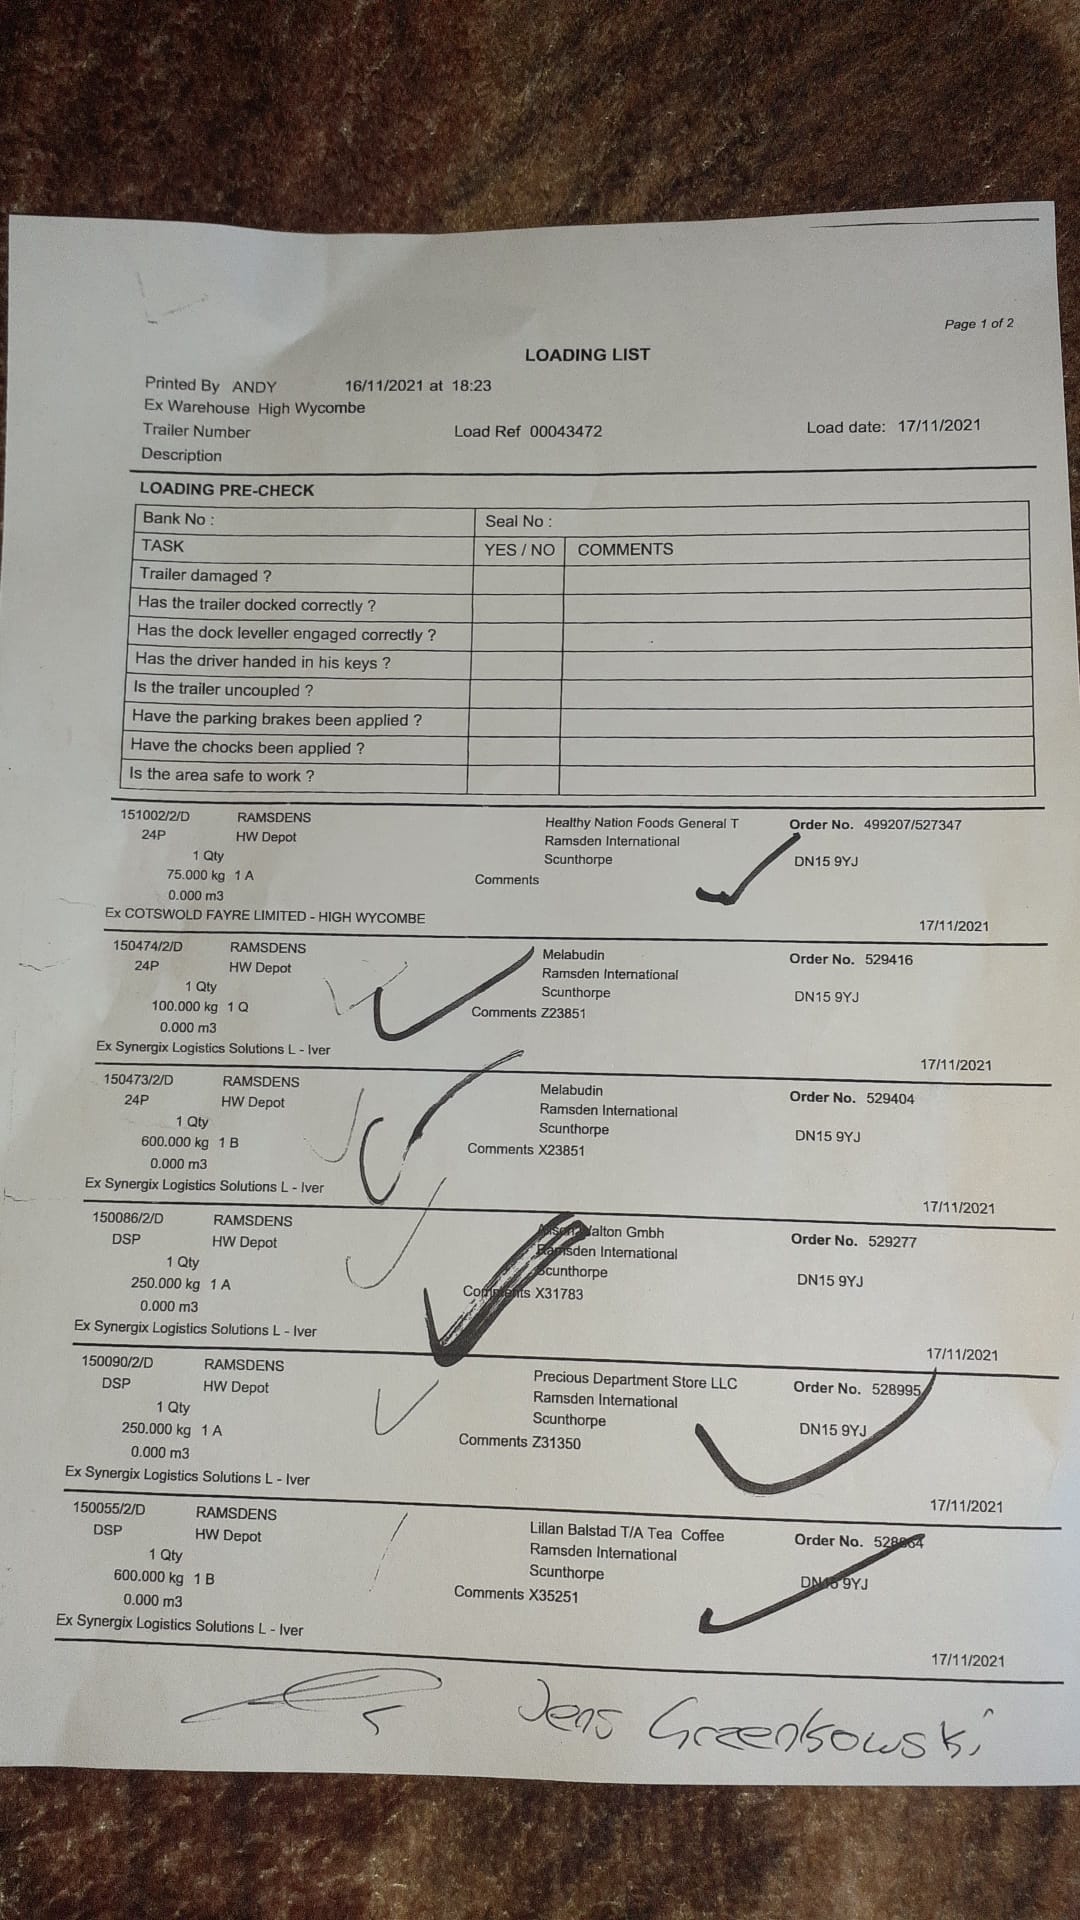 Page 1 of 2
LOADING LIST
Printed By ANDY 16/11/2021 at 18:23
Ex Warehouse High Wycombe
Trailer Number Load Ref 00043472 Load date: 17/11/2021
Description
LOADING PRE-CHECK
Bank No : Seal No :
TASK YES / NO COMMENTS
Trailer damaged ?
Has the trailer docked correctly ?
Has the dock leveller engaged correctly ?
Has the driver handed in his keys ?
Is the trailer uncoupled ?
Have the parking brakes been applied ?
Have the chocks been applied ?
Is the area safe to work ?
151002/2/D RAMSDENS Healthy Nation Foods General T Order No. 499207/527347
24P HW Depot Ramsden International
1 Qty Scunthorpe DN15 9YJ
75.000 kg 1 A Comments
0.000 m3
Ex COTSWOLD FAYRE LIMITED - HIGH WYCOMBE 17/11/2021
150474/2/D RAMSDENS Melabudin Order No. 529416
24P HW Depot Ramsden International
1 Qty Scunthorpe DN15 9YJ
100.000 kg 1 Q Comments Z23851
0.000 m3
Ex Synergix Logistics Solutions L - Iver 17/11/2021
150473/2/D RAMSDENS Melabudin Order No. 529404
24P HW Depot Ramsden International
1 Qty Scunthorpe DN15 9YJ
600.000 kg 1 B Comments X23851
0.000 m3
Ex Synergix Logistics Solutions L - Iver 17/11/2021
150086/2/D RAMSDENS Gmbh Order No. 529277
DSP HW Depot Ramsden International
1 Qty Scunthorpe DN15 9YJ
250.000 kg 1 A Comments X31783
0.000 m3
Ex Synergix Logistics Solutions L - Iver 17/11/2021
150090/2/D RAMSDENS Precious Department Store LLC Order No. 528995
DSP HW Depot Ramsden International
1 Qty Scunthorpe DN15 9YJ
250.000 kg 1 A Comments Z31350
0.000 m3
Ex Synergix Logistics Solutions L - Iver 17/11/2021
150055/2/D RAMSDENS Lilian Balstad T/A Tea Coffee Order No.
DSP HW Depot Ramsden International
1 Qty Scunthorpe DN15 9YJ
600.000 kg 1 B Comments X35251
0.000 m3
Ex Synergix Logistics Solutions L - Iver 17/11/2021
Jens